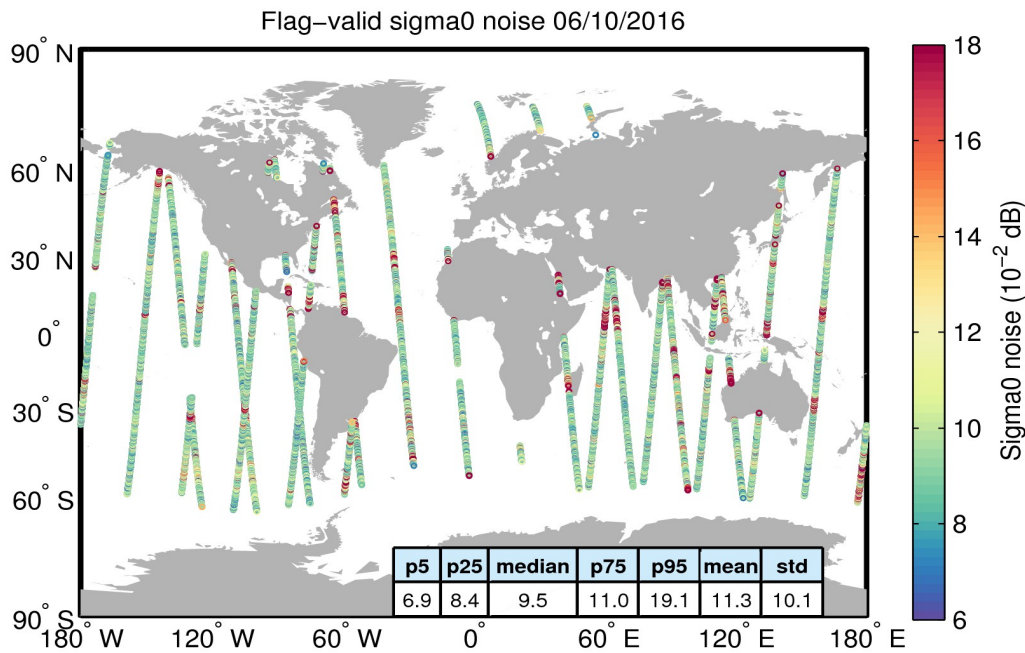 Flag−valid sigma0 noise 06/10/2016
90° N
60° N
30° N
0°
30° S
60° S
90° S
180° W
120° W
60° W
0°
60° E
120° E
180° E
p5 p25 median p75 p95 mean std
6.9 8.4 9.5 11.0 19.1 11.3 10.1
18
16
14
12
10
8
6
Sigma0 noise (10⁻² dB)